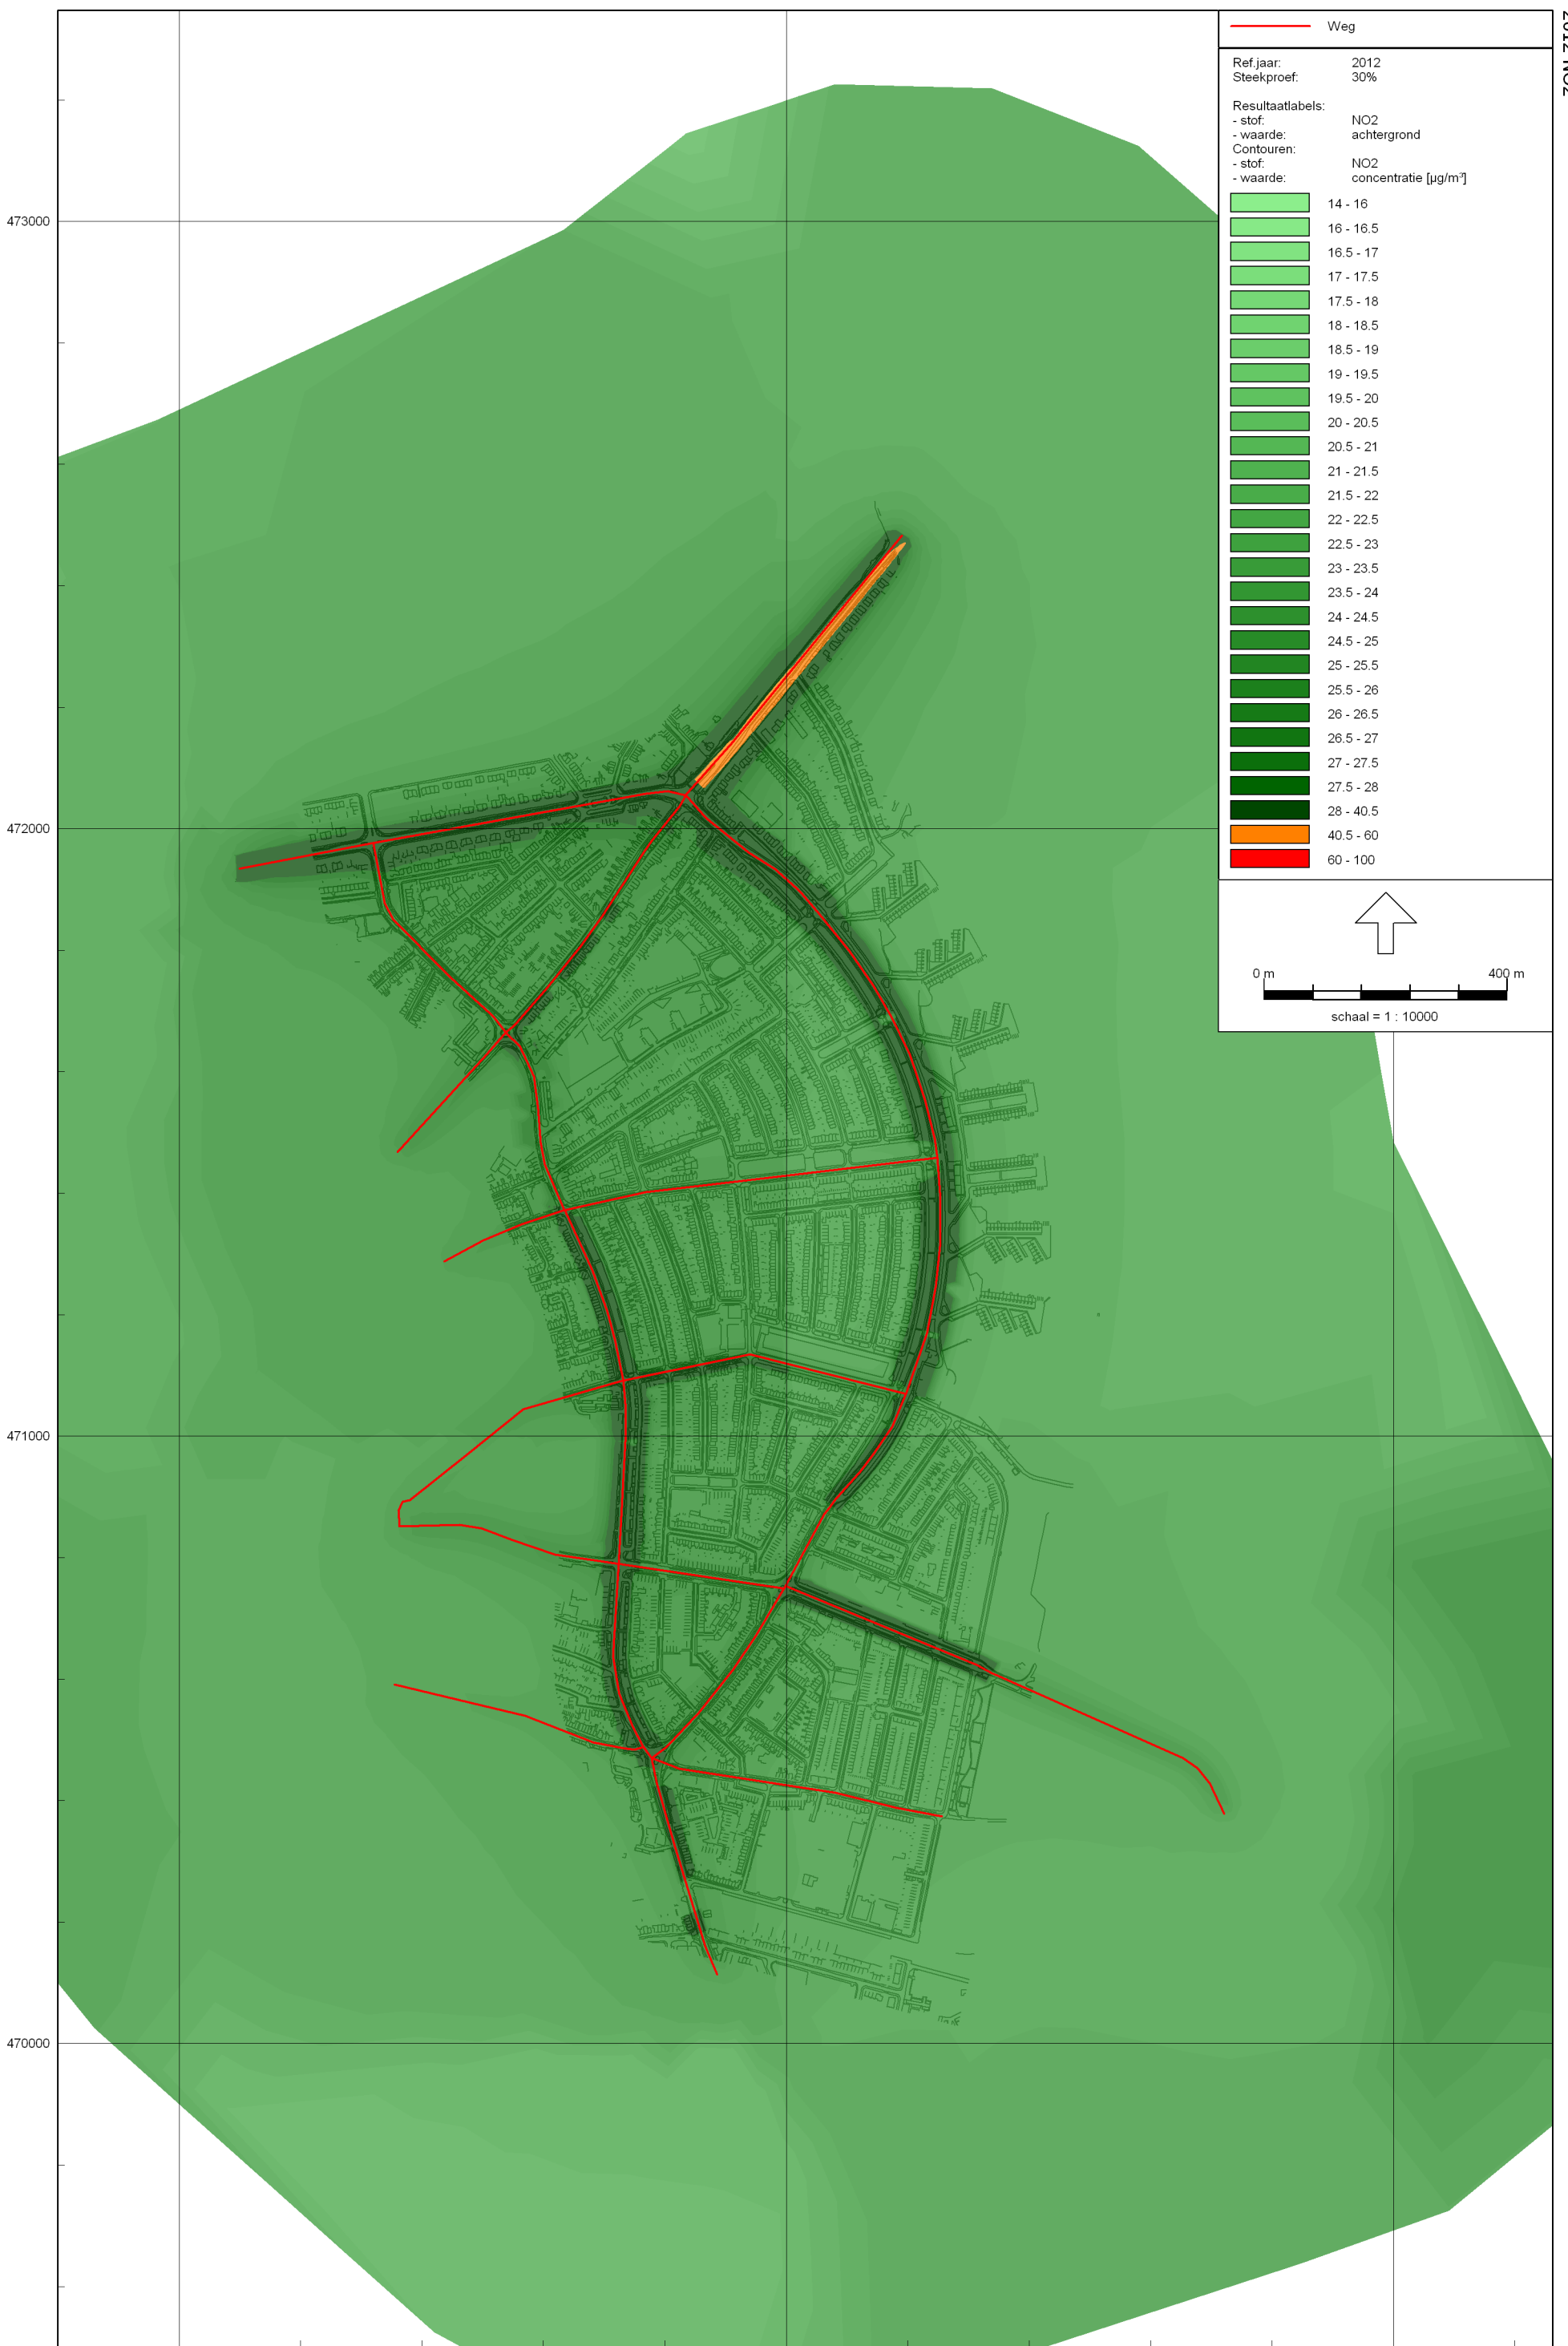 2012 NO2
Weg
Ref.jaar: 2012
Steekproef: 30%
Resultaatlabels:
- stof: NO2
- waarde: achtergrond
Contouren:
- stof: NO2
- waarde: concentratie [µg/m³]
14 - 16
16 - 16.5
16.5 - 17
17 - 17.5
17.5 - 18
18 - 18.5
18.5 - 19
19 - 19.5
19.5 - 20
20 - 20.5
20.5 - 21
21 - 21.5
21.5 - 22
22 - 22.5
22.5 - 23
23 - 23.5
23.5 - 24
24 - 24.5
24.5 - 25
25 - 25.5
25.5 - 26
26 - 26.5
26.5 - 27
27 - 27.5
27.5 - 28
28 - 40.5
40.5 - 60
60 - 100
0 m 400 m
schaal = 1 : 10000
473000
472000
471000
470000